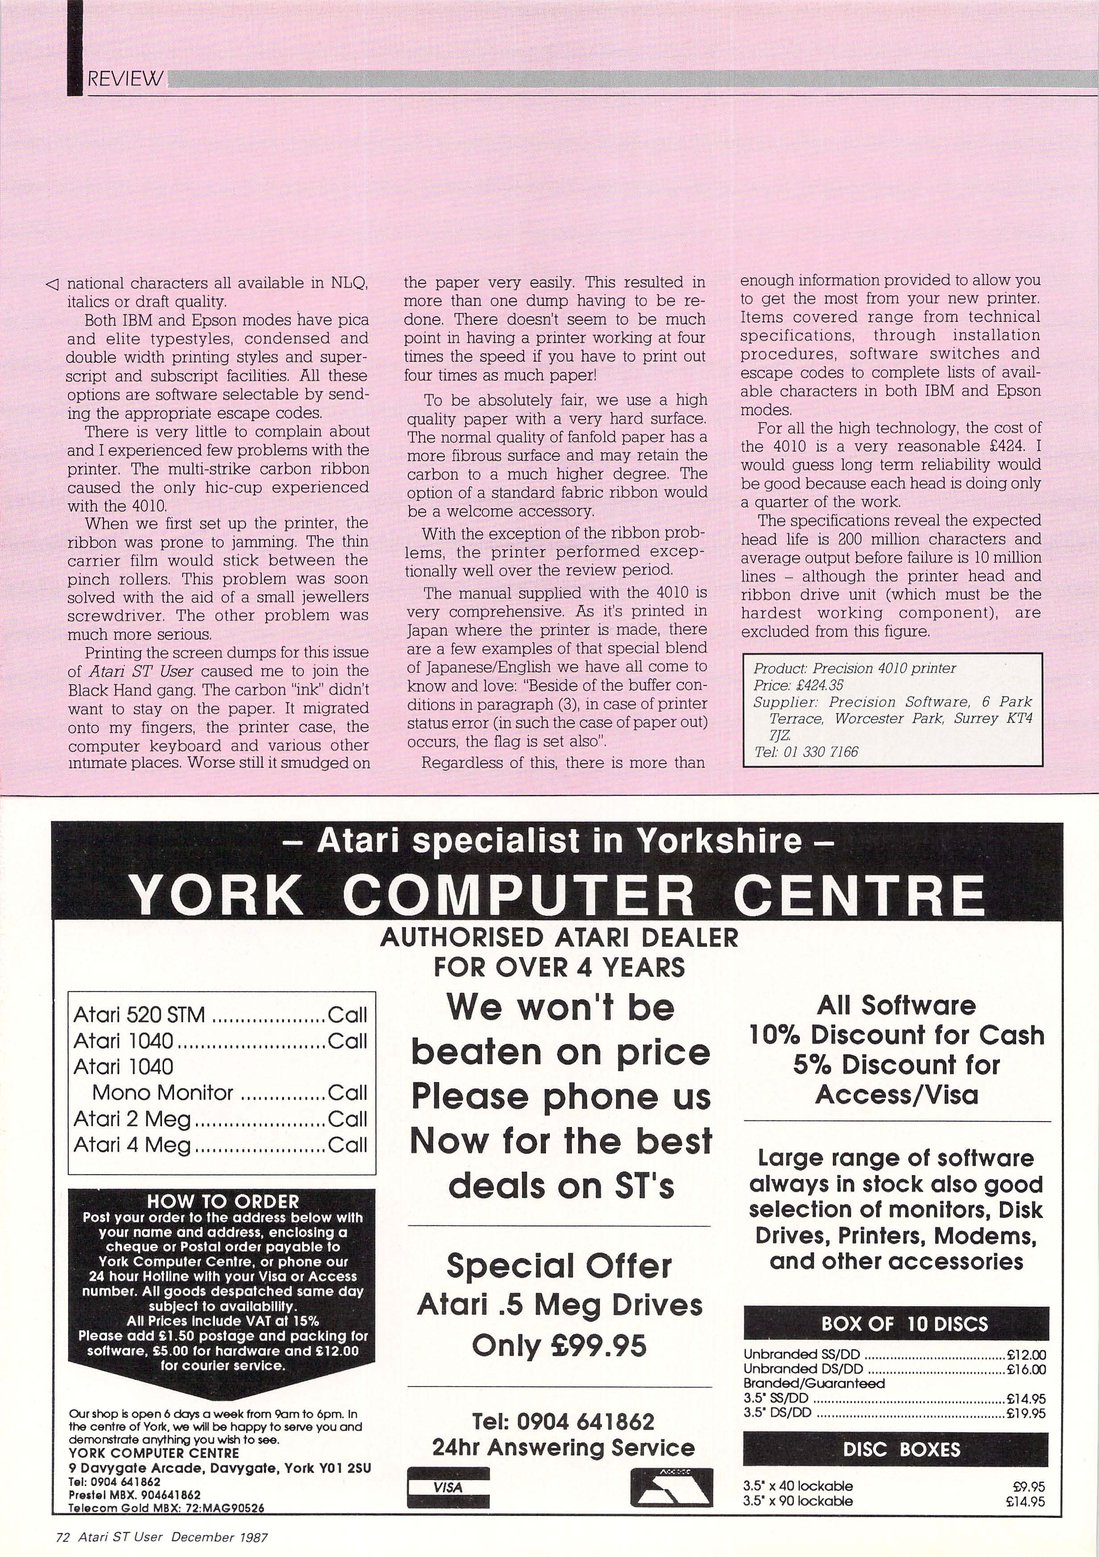 REVIEW
◁ national characters all available in NLQ,
italics or draft quality.
Both IBM and Epson modes have pica
and elite typestyles, condensed and
double width printing styles and super-
script and subscript facilities. All these
options are software selectable by send-
ing the appropriate escape codes.
There is very little to complain about
and I experienced few problems with the
printer. The multi-strike carbon ribbon
caused the only hic-cup experienced
with the 4010.
When we first set up the printer, the
ribbon was prone to jamming. The thin
carrier film would stick between the
pinch rollers. This problem was soon
solved with the aid of a small jewellers
screwdriver. The other problem was
much more serious.
Printing the screen dumps for this issue
of Atari ST User caused me to join the
Black Hand gang. The carbon "ink" didn't
want to stay on the paper. It migrated
onto my fingers, the printer case, the
computer keyboard and various other
intimate places. Worse still it smudged on
the paper very easily. This resulted in
more than one dump having to be re-
done. There doesn't seem to be much
point in having a printer working at four
times the speed if you have to print out
four times as much paper!
To be absolutely fair, we use a high
quality paper with a very hard surface.
The normal quality of fanfold paper has a
more fibrous surface and may retain the
carbon to a much higher degree. The
option of a standard fabric ribbon would
be a welcome accessory.
With the exception of the ribbon prob-
lems, the printer performed excep-
tionally well over the review period.
The manual supplied with the 4010 is
very comprehensive. As it's printed in
Japan where the printer is made, there
are a few examples of that special blend
of Japanese/English we have all come to
know and love: "Beside of the buffer con-
ditions in paragraph (3), in case of printer
status error (in such the case of paper out)
occurs, the flag is set also".
Regardless of this, there is more than
enough information provided to allow you
to get the most from your new printer.
Items covered range from technical
specifications, through installation
procedures, software switches and
escape codes to complete lists of avail-
able characters in both IBM and Epson
modes.
For all the high technology, the cost of
the 4010 is a very reasonable £424. I
would guess long term reliability would
be good because each head is doing only
a quarter of the work.
The specifications reveal the expected
head life is 200 million characters and
average output before failure is 10 million
lines – although the printer head and
ribbon drive unit (which must be the
hardest working component), are
excluded from this figure.
Product: Precision 4010 printer
Price: £424.35
Supplier: Precision Software, 6 Park
Terrace, Worcester Park, Surrey KT4
7JZ.
Tel: 01 330 7166
– Atari specialist in Yorkshire –
YORK COMPUTER CENTRE
AUTHORISED ATARI DEALER
FOR OVER 4 YEARS
Atari 520 STM ....................Call
Atari 1040..........................Call
Atari 1040
Mono Monitor ...............Call
Atari 2 Meg.......................Call
Atari 4 Meg.......................Call
HOW TO ORDER
Post your order to the address below with
your name and address, enclosing a
cheque or Postal order payable to
York Computer Centre, or phone our
24 hour Hotline with your Visa or Access
number. All goods despatched same day
subject to availability.
All Prices include VAT at 15%
Please add £1.50 postage and packing for
software, £5.00 for hardware and £12.00
for courier service.
Our shop is open 6 days a week from 9am to 6pm. In
the centre of York, we will be happy to serve you and
demonstrate anything you wish to see.
YORK COMPUTER CENTRE
9 Davygate Arcade, Davygate, York YO1 2SU
Tel: 0904 641862
Prestel MBX. 904641862
Telecom Gold MBX: 72:MAG90526
We won't be
beaten on price
Please phone us
Now for the best
deals on ST's
Special Offer
Atari .5 Meg Drives
Only £99.95
Tel: 0904 641862
24hr Answering Service
VISA
Access
All Software
10% Discount for Cash
5% Discount for
Access/Visa
Large range of software
always in stock also good
selection of monitors, Disk
Drives, Printers, Modems,
and other accessories
BOX OF 10 DISCS
Unbranded SS/DD .......................................£12.00
Unbranded DS/DD .......................................£16.00
Branded/Guaranteed
3.5" SS/DD .....................................................£14.95
3.5" DS/DD ....................................................£19.95
DISC BOXES
3.5" x 40 lockable £9.95
3.5" x 90 lockable £14.95
72 Atari ST User December 1987